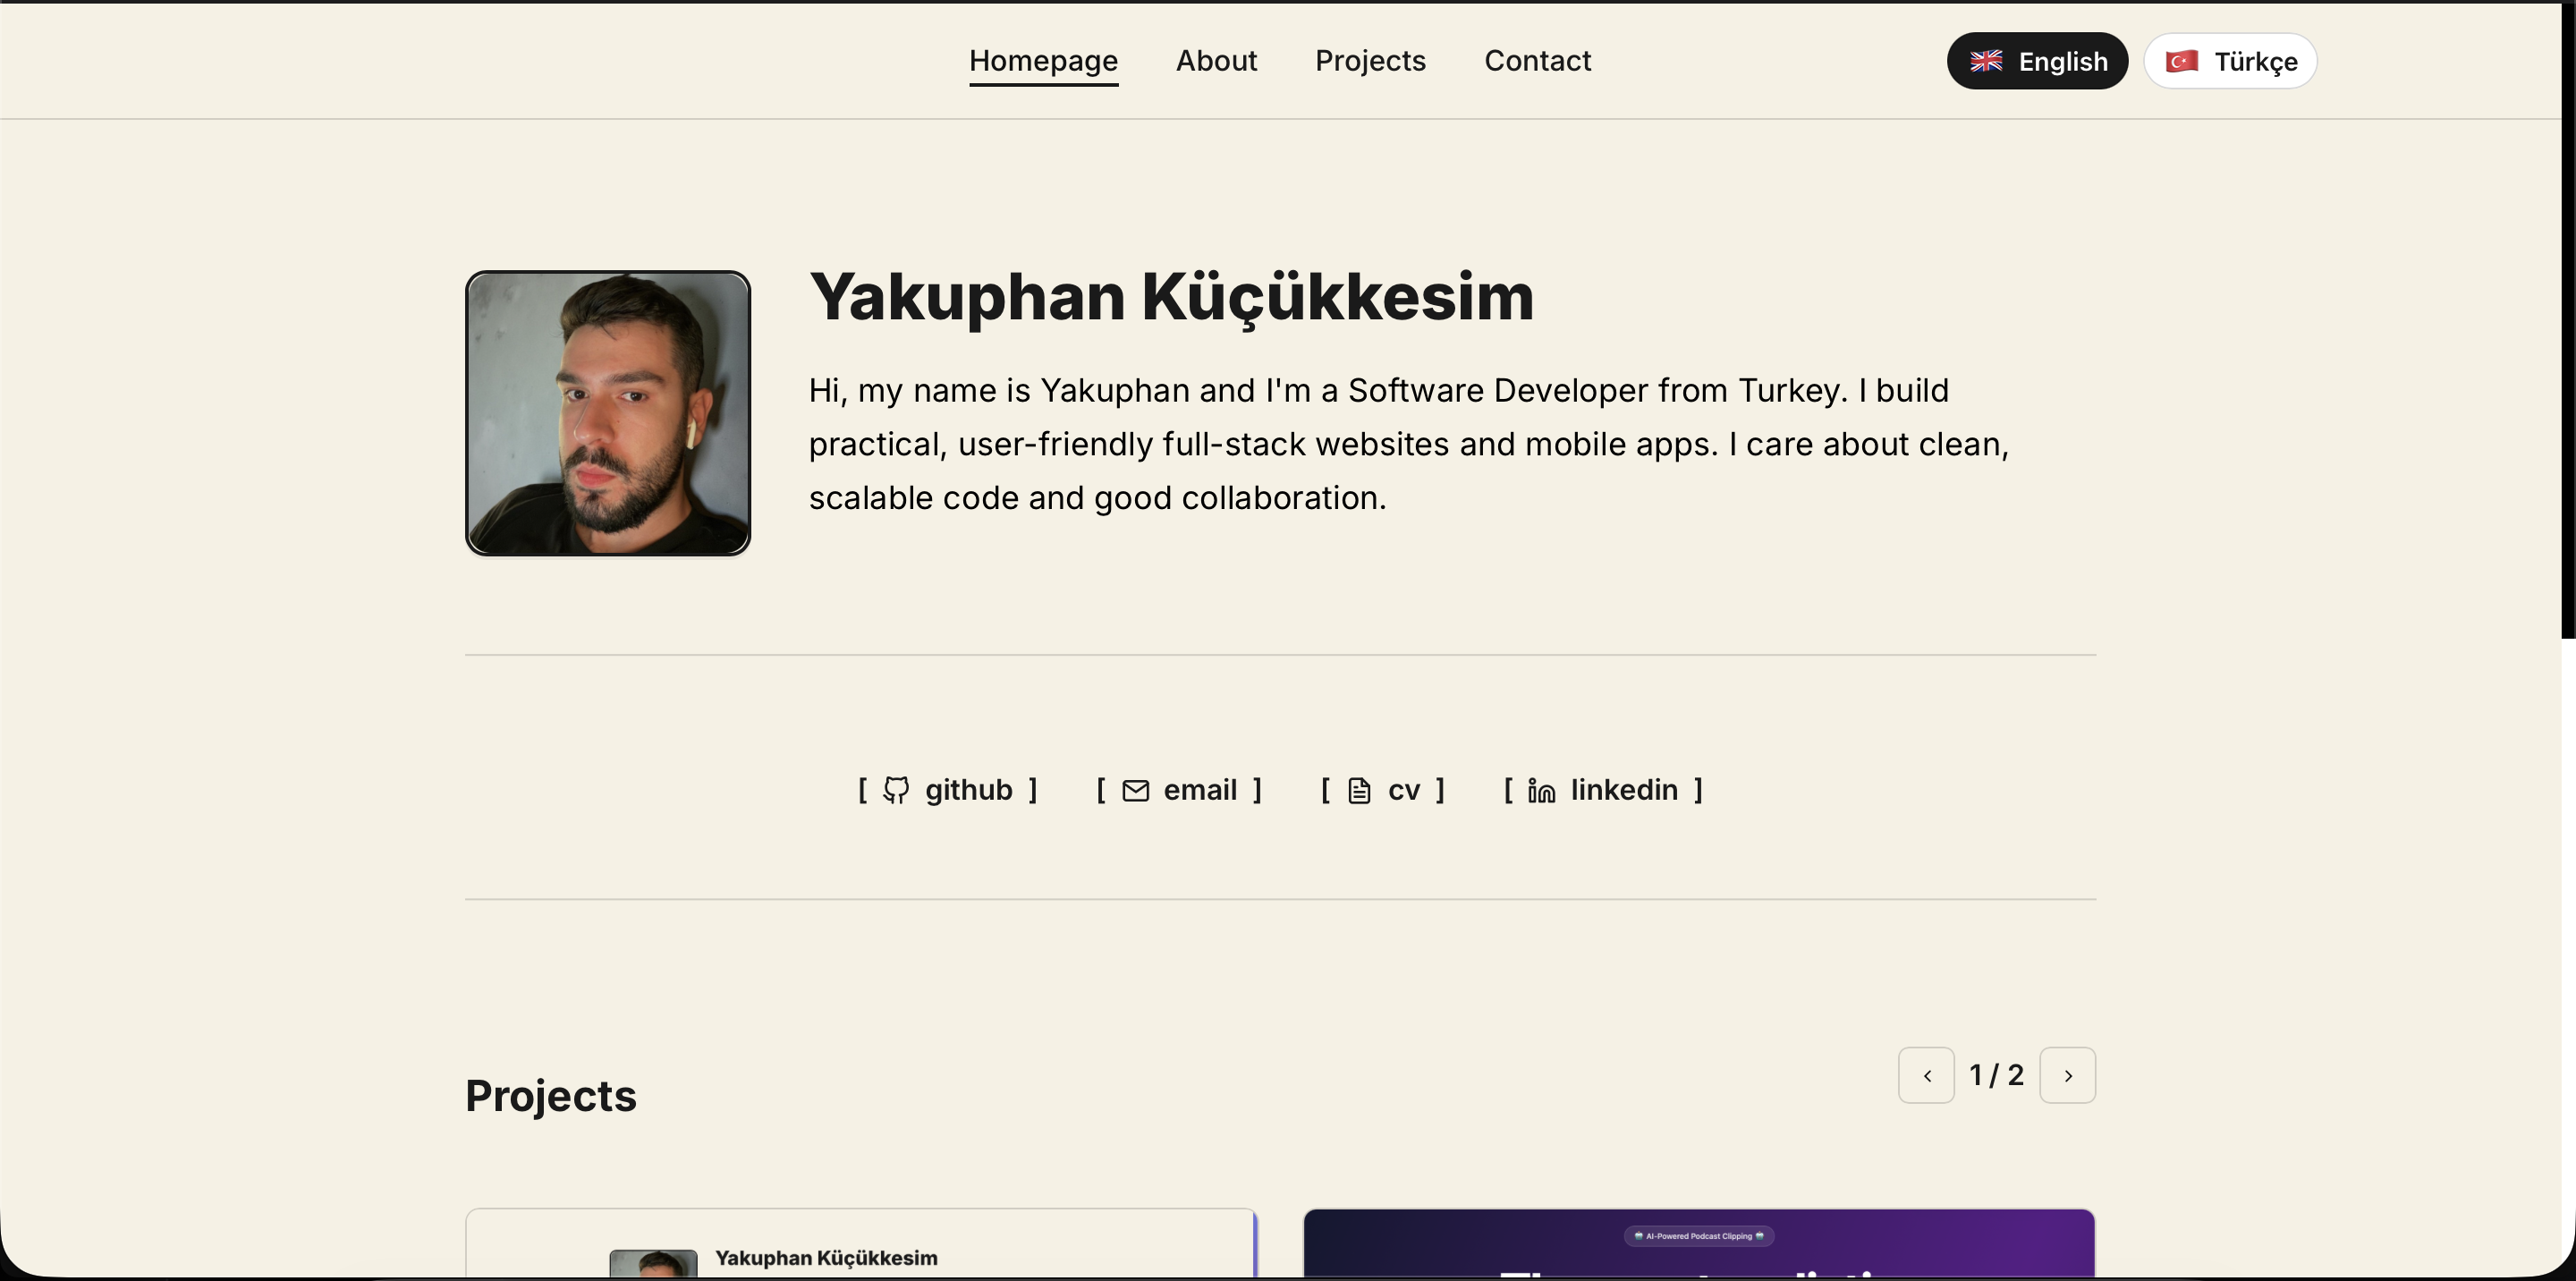 Homepage About Projects Contact English Türkçe
Yakuphan Küçükkesim
Hi, my name is Yakuphan and I'm a Software Developer from Turkey. I build
practical, user-friendly full-stack websites and mobile apps. I care about clean,
scalable code and good collaboration.
[ github ] [ email ] [ cv ] [ linkedin ]
Projects
1 / 2
Yakuphan Küçükkesim
AI-Powered Podcast Clipping